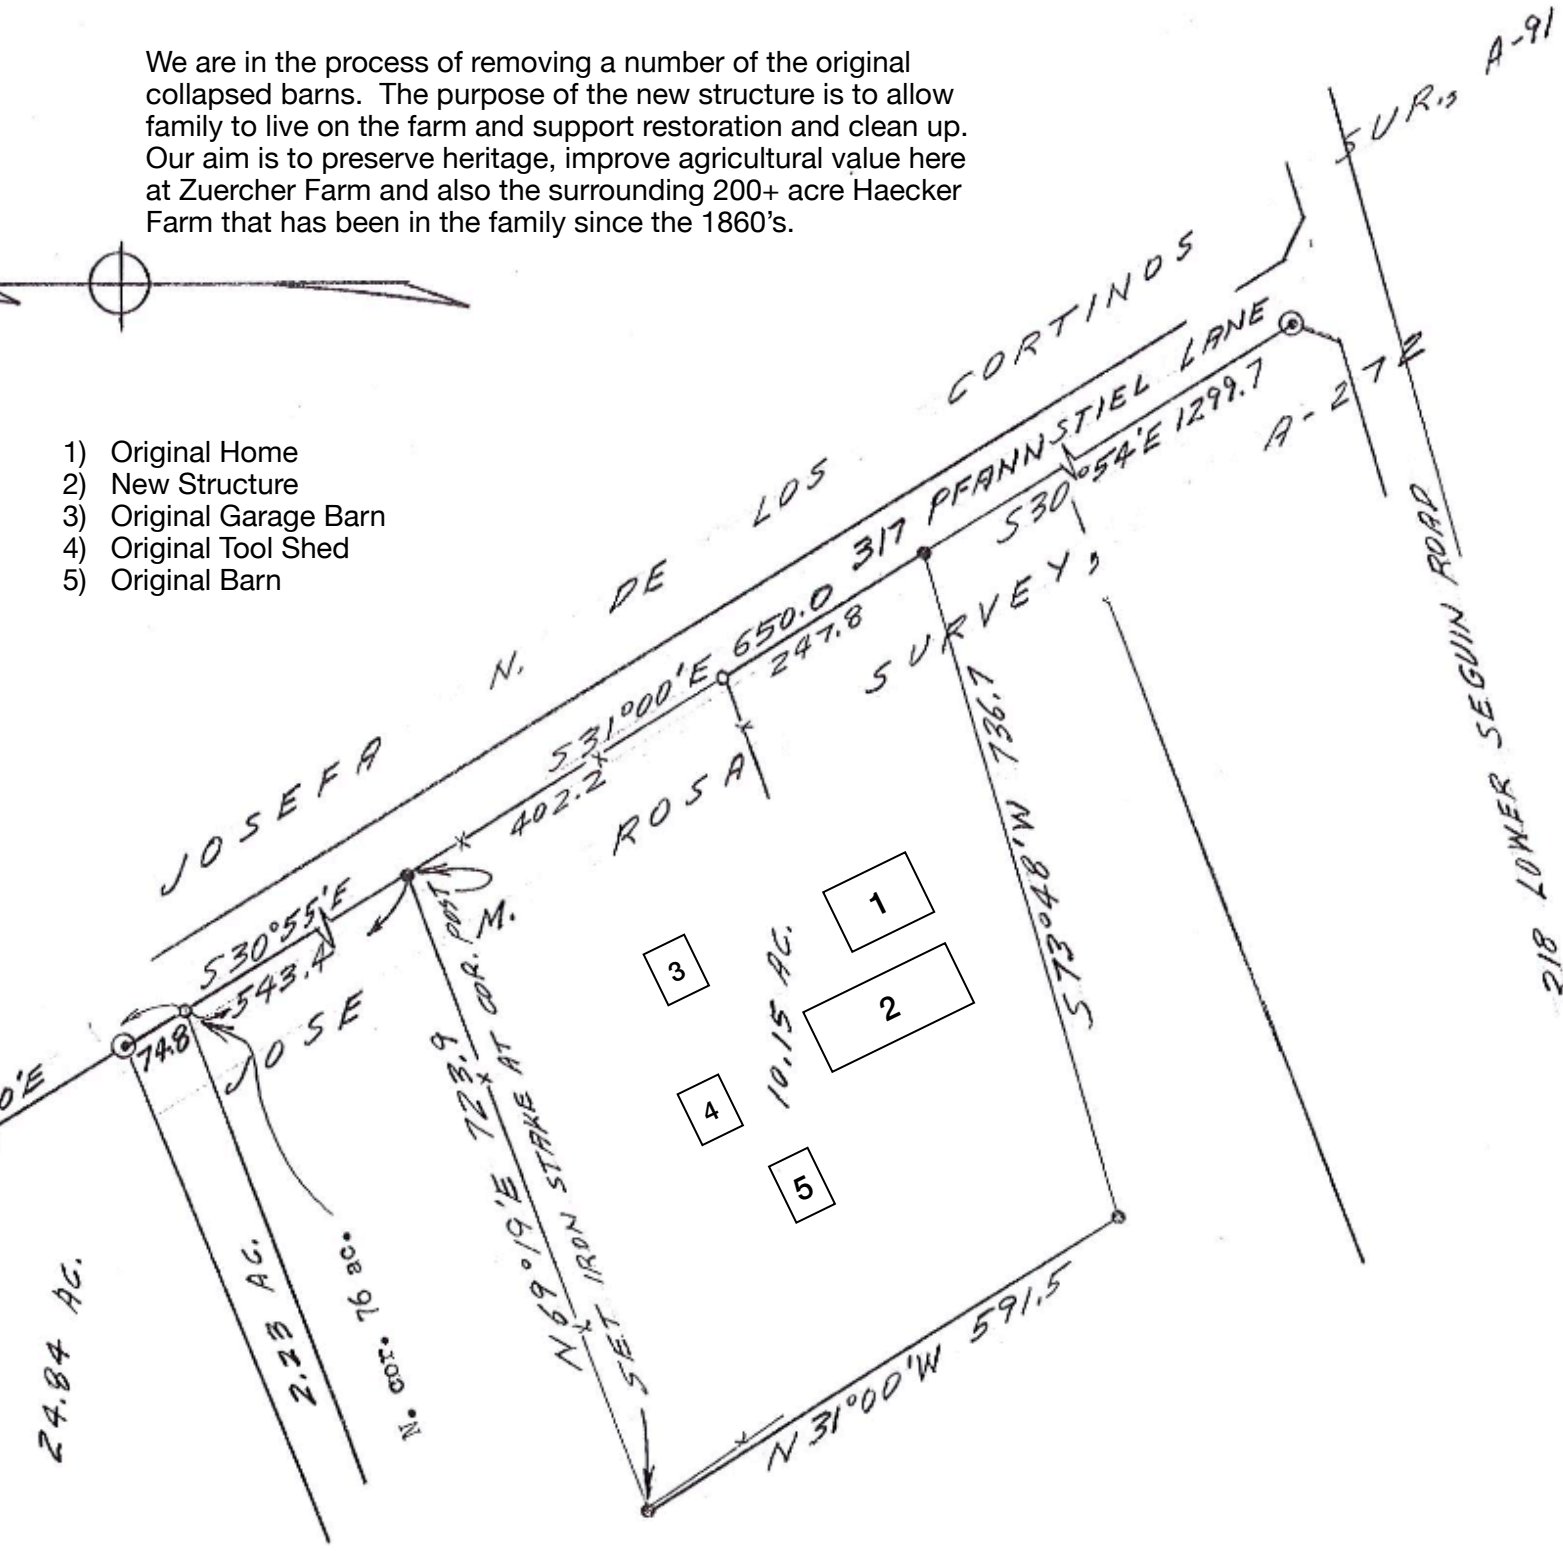 We are in the process of removing a number of the original
collapsed barns. The purpose of the new structure is to allow
family to live on the farm and support restoration and clean up.
Our aim is to preserve heritage, improve agricultural value here
at Zuercher Farm and also the surrounding 200+ acre Haecker
Farm that has been in the family since the 1860's.
1) Original Home
2) New Structure
3) Original Garage Barn
4) Original Tool Shed
5) Original Barn
SUR., A-91
JOSEFA N. DE LOS CORTINOS
317 PFANNSTIEL LANE
S30°54'E 1299.7
A-272
S31°00'E 650.0
247.8
402.2
JOSE M. ROSA SURVEY,
S30°55'E
543.4
74.8
0'E
218 LOWER SEGUIN ROAD
S73°48'W 736.7
N69°19'E 723.9
SET IRON STAKE AT COR. POST
10.15 AC.
1
2
3
4
5
N31°00'W 591.5
24.84 AC.
2.23 AC.
N. cor. 76 ac.